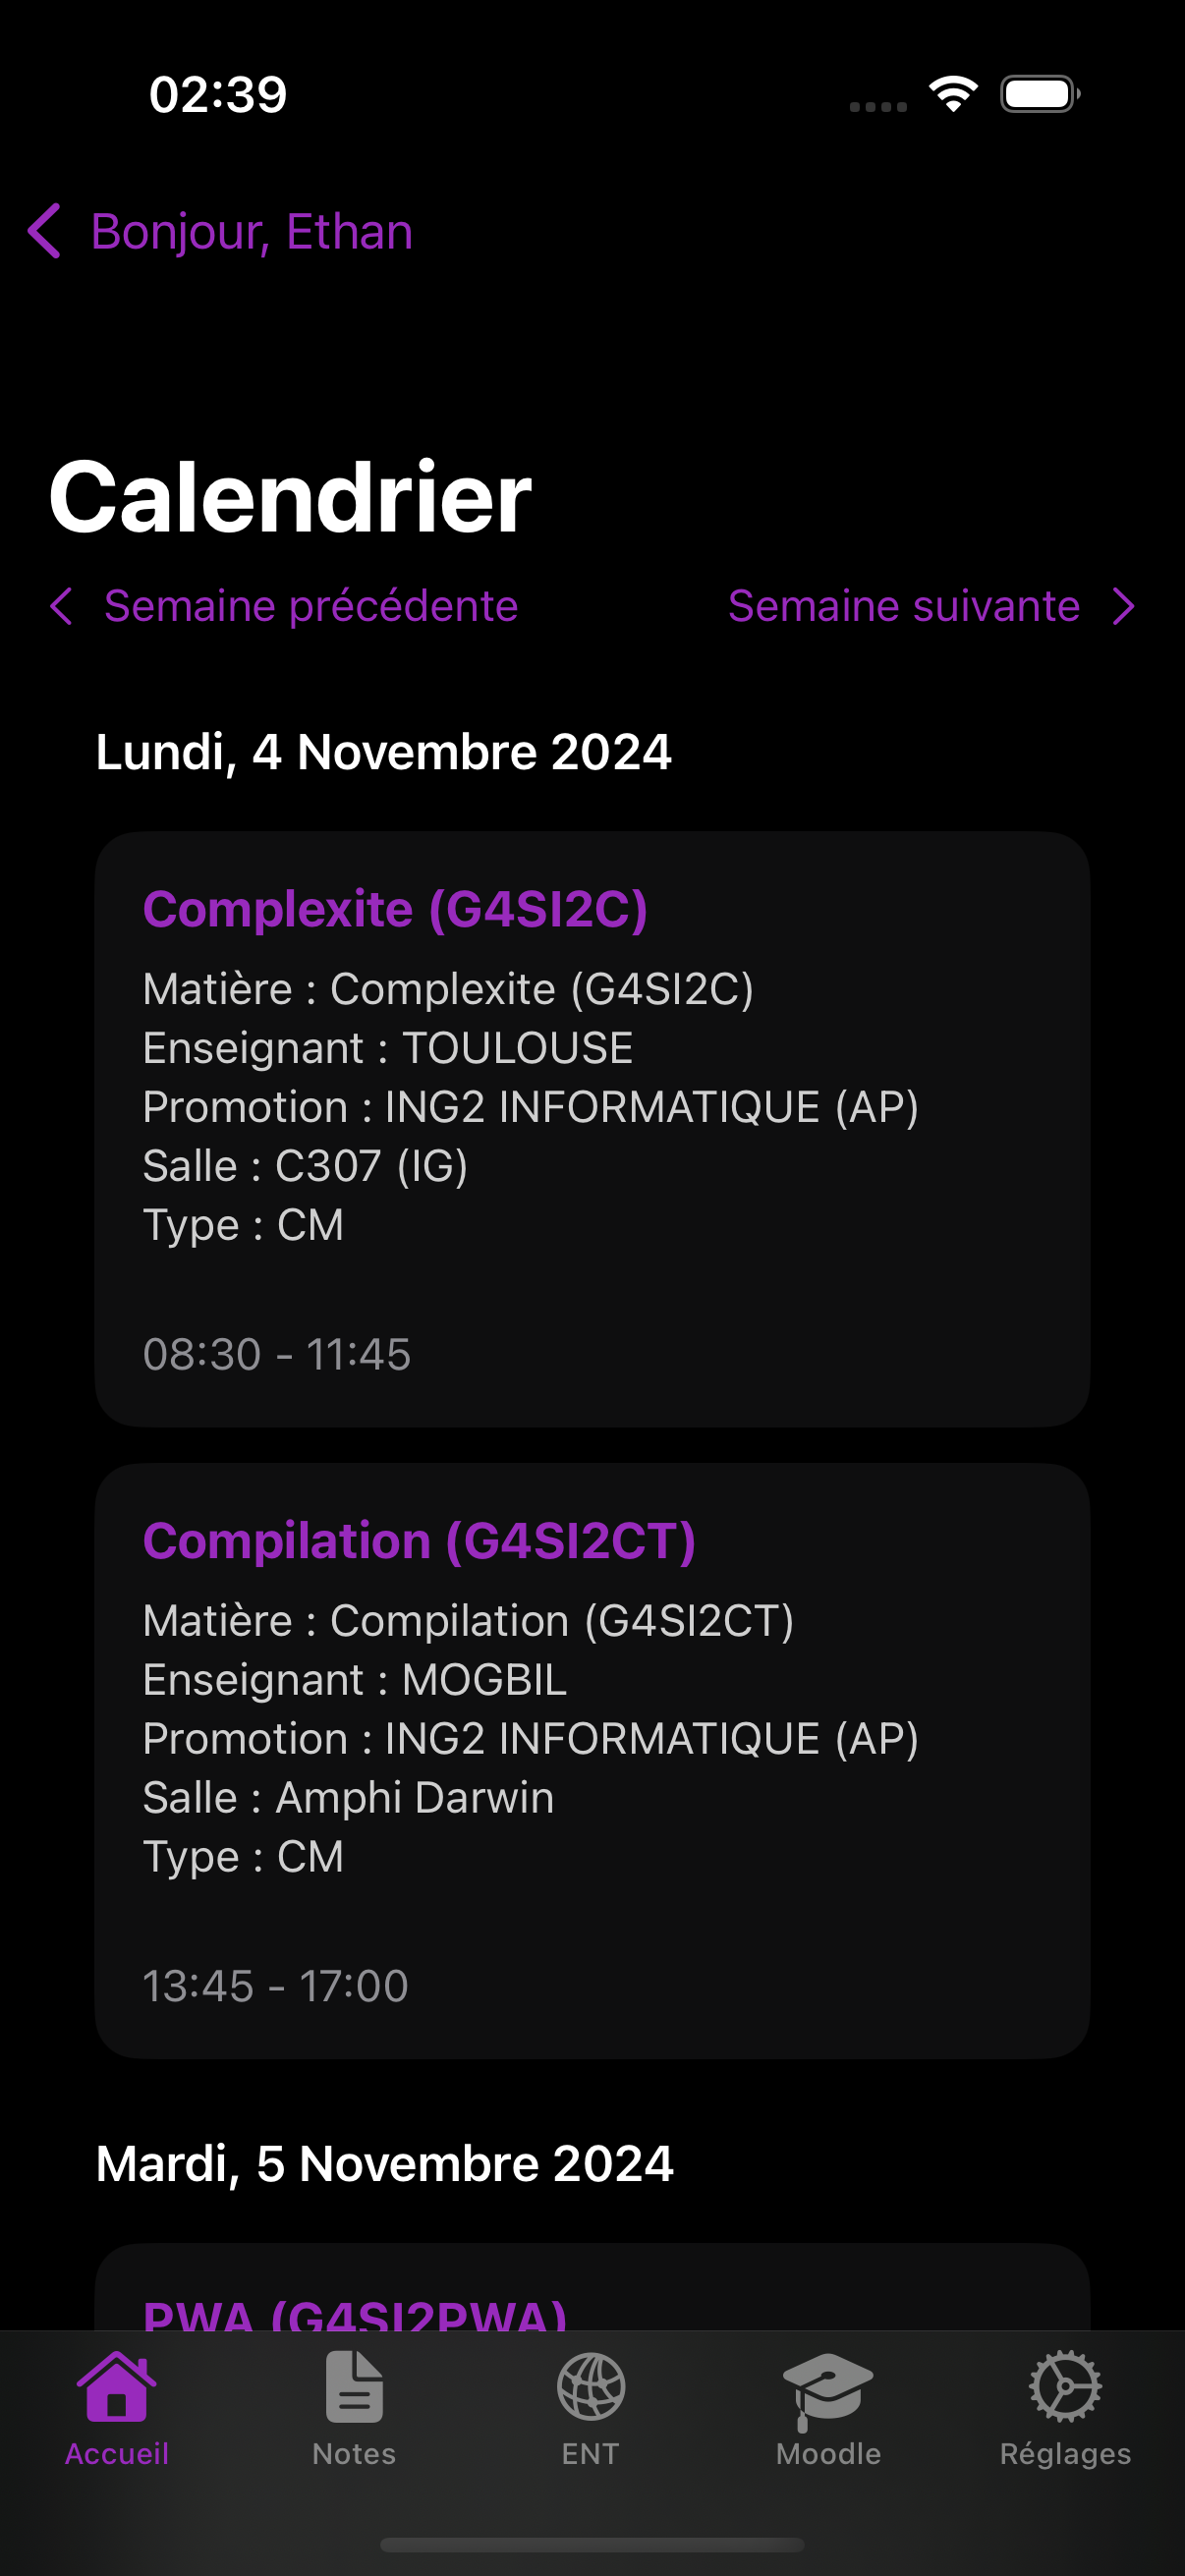 02:39
Bonjour, Ethan
Calendrier
Semaine précédente
Semaine suivante
Lundi, 4 Novembre 2024
Complexite (G4SI2C)
Matière : Complexite (G4SI2C)
Enseignant : TOULOUSE
Promotion : ING2 INFORMATIQUE (AP)
Salle : C307 (IG)
Type : CM
08:30 - 11:45
Compilation (G4SI2CT)
Matière : Compilation (G4SI2CT)
Enseignant : MOGBIL
Promotion : ING2 INFORMATIQUE (AP)
Salle : Amphi Darwin
Type : CM
13:45 - 17:00
Mardi, 5 Novembre 2024
PWA (G4SI2PWA)
Accueil
Notes
ENT
Moodle
Réglages